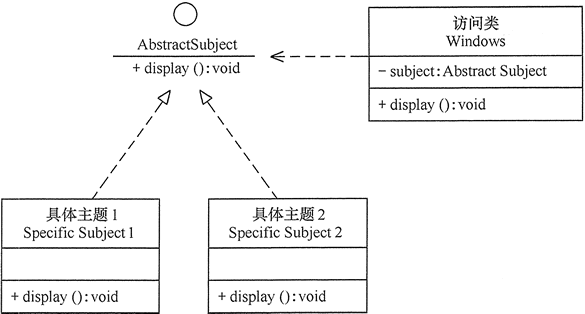 AbstractSubject
+ display ():void
访问类
Windows
- subject:Abstract Subject
+ display ():void
具体主题1
Specific Subject 1
+ display ():void
具体主题2
Specific Subject 2
+ display ():void